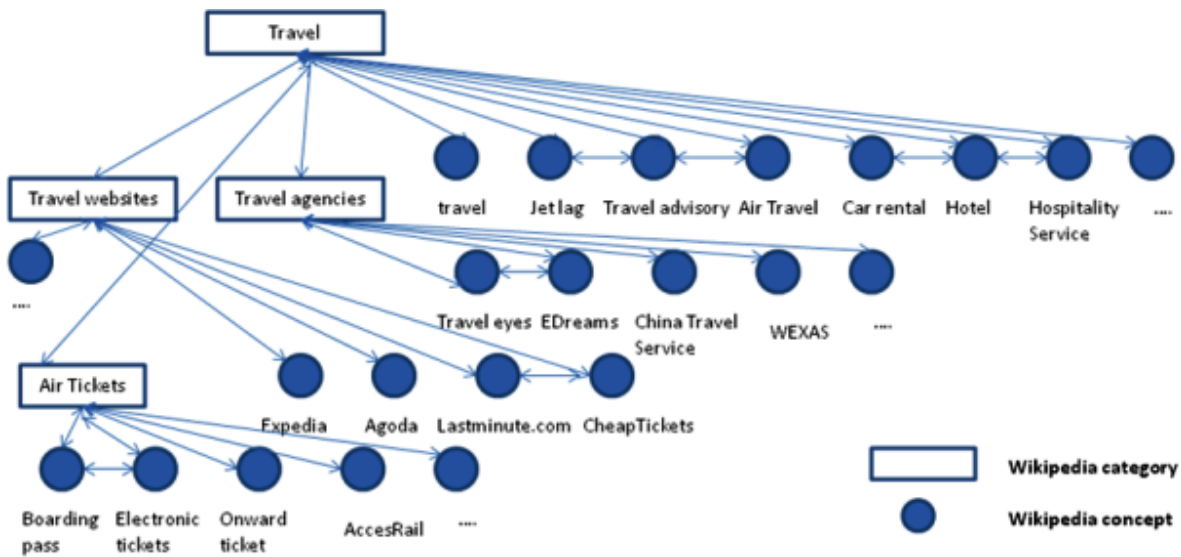 Travel
Travel websites
Travel agencies
travel
Jet lag
Travel advisory
Air Travel
Car rental
Hotel
Hospitality
Service
....
....
Travel eyes
EDreams
China Travel
Service
WEXAS
....
Air Tickets
Expedia
Agoda
Lastminute.com
CheapTickets
Boarding
pass
Electronic
tickets
Onward
ticket
AccesRail
....
Wikipedia category
Wikipedia concept